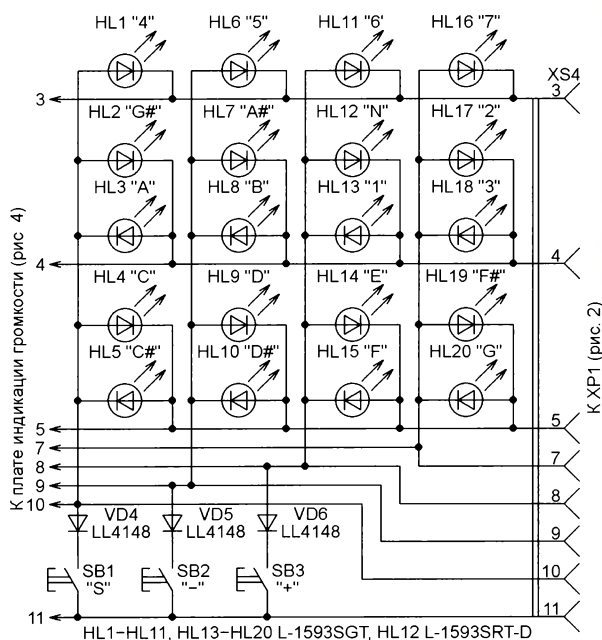 HL1 "4" HL6 "5" HL11 "6" HL16 "7"
XS4
3 3
HL2 "G#" HL7 "A#" HL12 "N" HL17 "2"
HL3 "A" HL8 "B" HL13 "1" HL18 "3"
4 4
HL4 "C" HL9 "D" HL14 "E" HL19 "F#"
HL5 "C#" HL10 "D#" HL15 "F" HL20 "G"
5 5
7 7
8 8
9 9
10 10
VD4 VD5 VD6
LL4148 LL4148 LL4148
SB1 SB2 SB3
"S" "–" "+"
11 11
HL1–HL11, HL13–HL20 L-1593SGT, HL12 L-1593SRT-D
К плате индикации громкости (рис 4)
К XP1 (рис. 2)